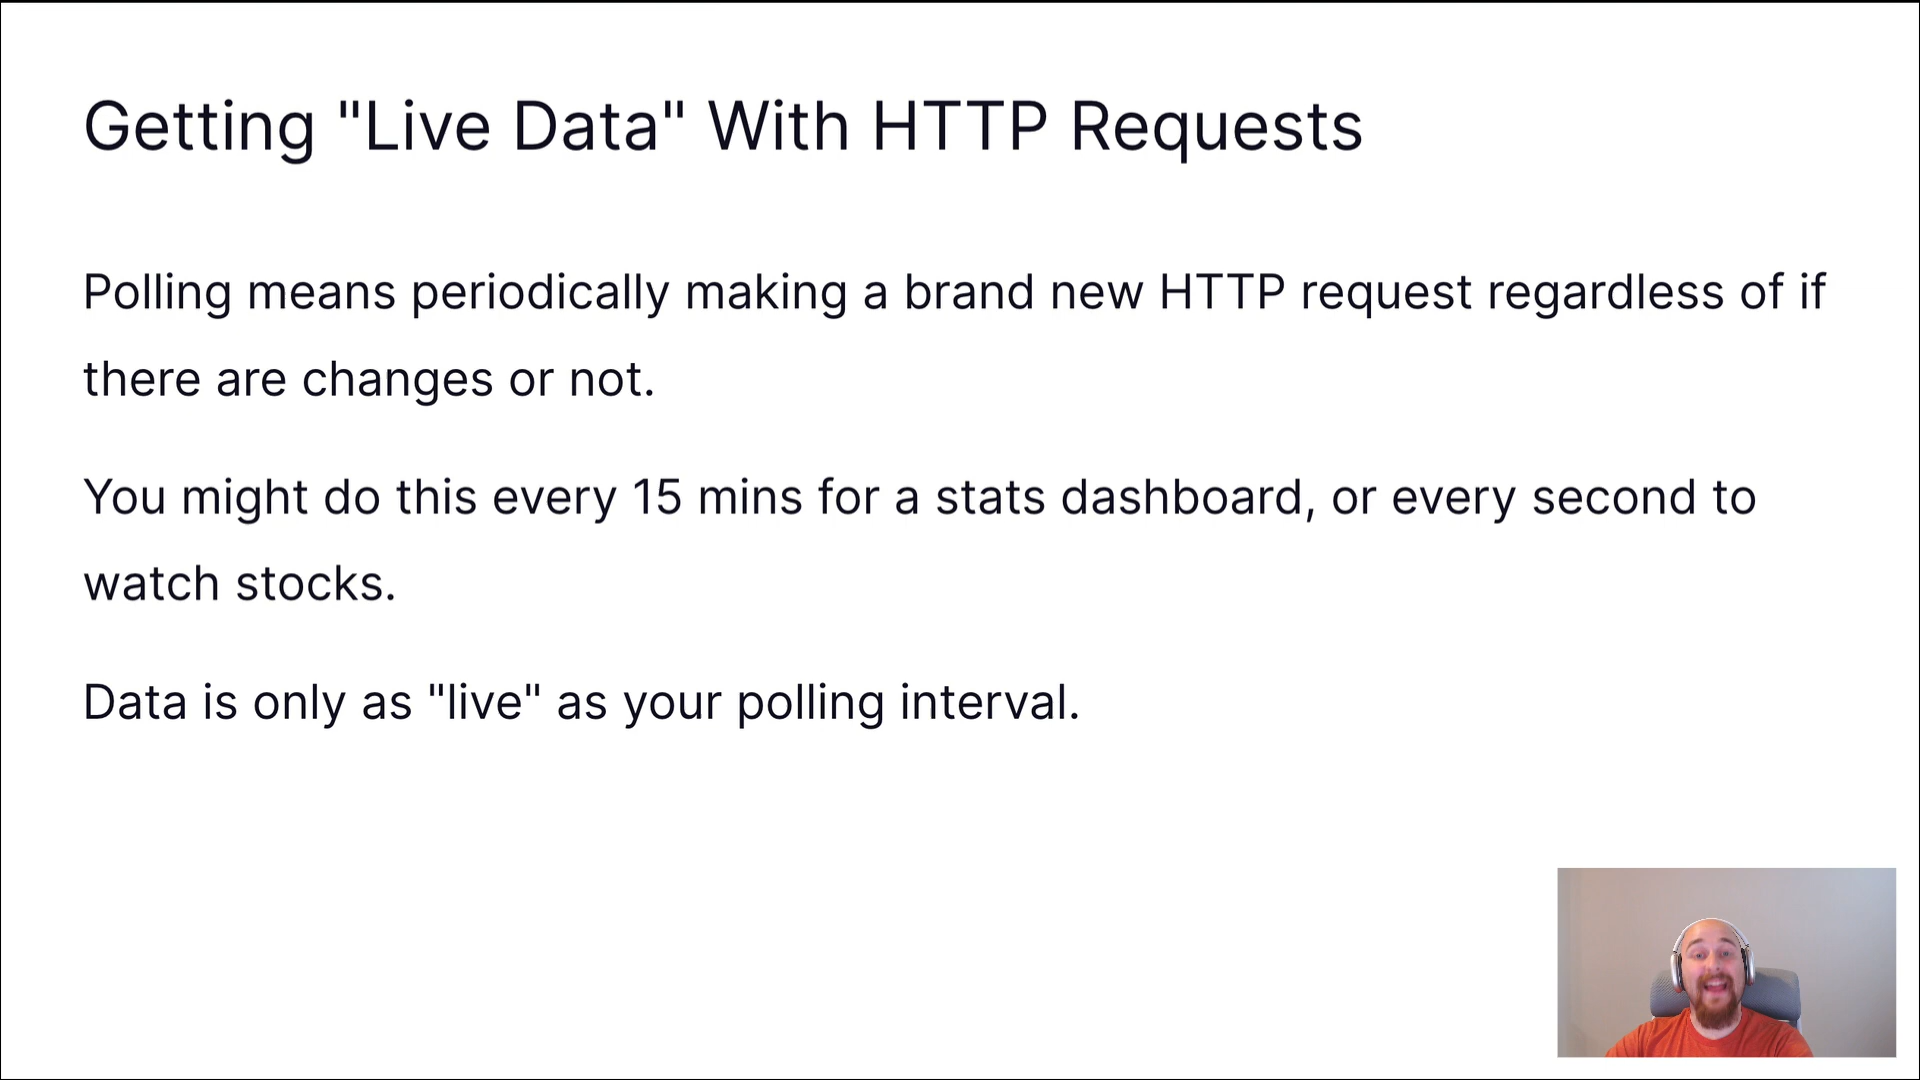 Getting "Live Data" With HTTP Requests
Polling means periodically making a brand new HTTP request regardless of if
there are changes or not.
You might do this every 15 mins for a stats dashboard, or every second to
watch stocks.
Data is only as "live" as your polling interval.